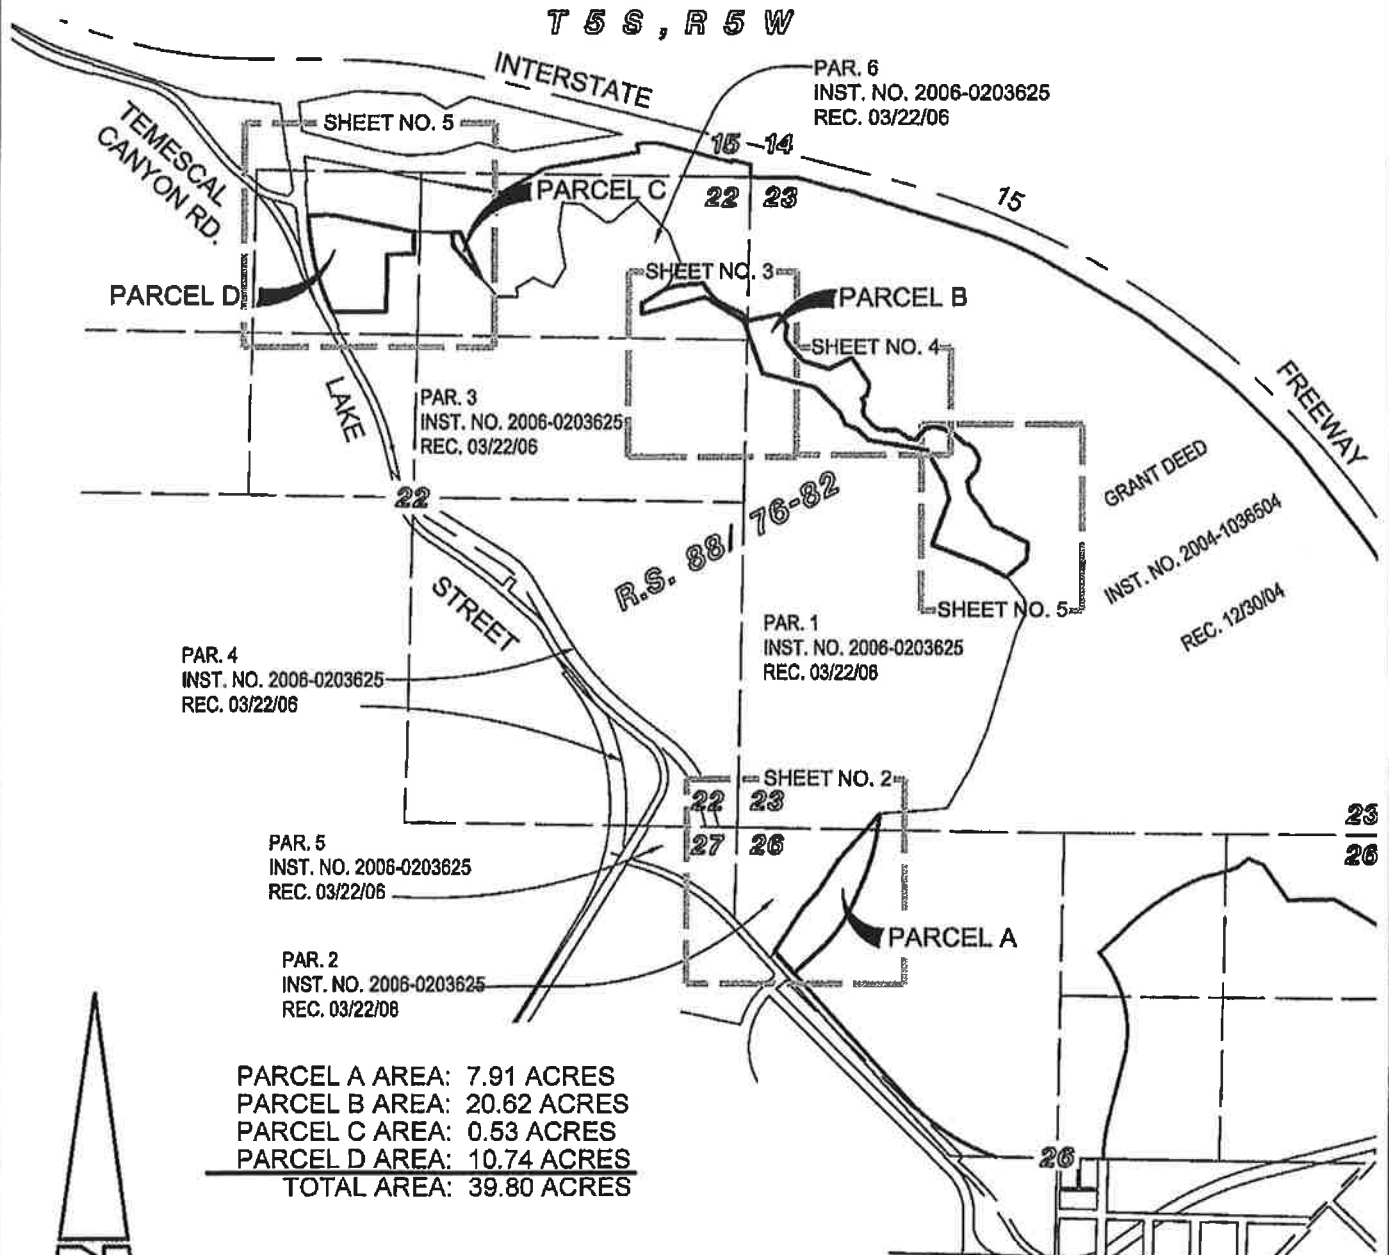 T 5 S , R 5 W
INTERSTATE
PAR. 6
INST. NO. 2006-0203625
REC. 03/22/06
TEMESCAL
CANYON RD.
SHEET NO. 5
15 14
22 23
15
PARCEL C
PARCEL D
SHEET NO. 3
PARCEL B
SHEET NO. 4
FREEWAY
LAKE
PAR. 3
INST. NO. 2006-0203625
REC. 03/22/06
GRANT DEED
INST. NO. 2004-1036504
REC. 12/30/04
22
R.S. 88/ 76-82
STREET
SHEET NO. 5
PAR. 1
INST. NO. 2006-0203625
REC. 03/22/06
PAR. 4
INST. NO. 2006-0203625
REC. 03/22/06
SHEET NO. 2
22 23
27 26
23
26
PAR. 5
INST. NO. 2006-0203625
REC. 03/22/06
PARCEL A
PAR. 2
INST. NO. 2006-0203625
REC. 03/22/06
PARCEL A AREA: 7.91 ACRES
PARCEL B AREA: 20.62 ACRES
PARCEL C AREA: 0.53 ACRES
PARCEL D AREA: 10.74 ACRES
TOTAL AREA: 39.80 ACRES
26